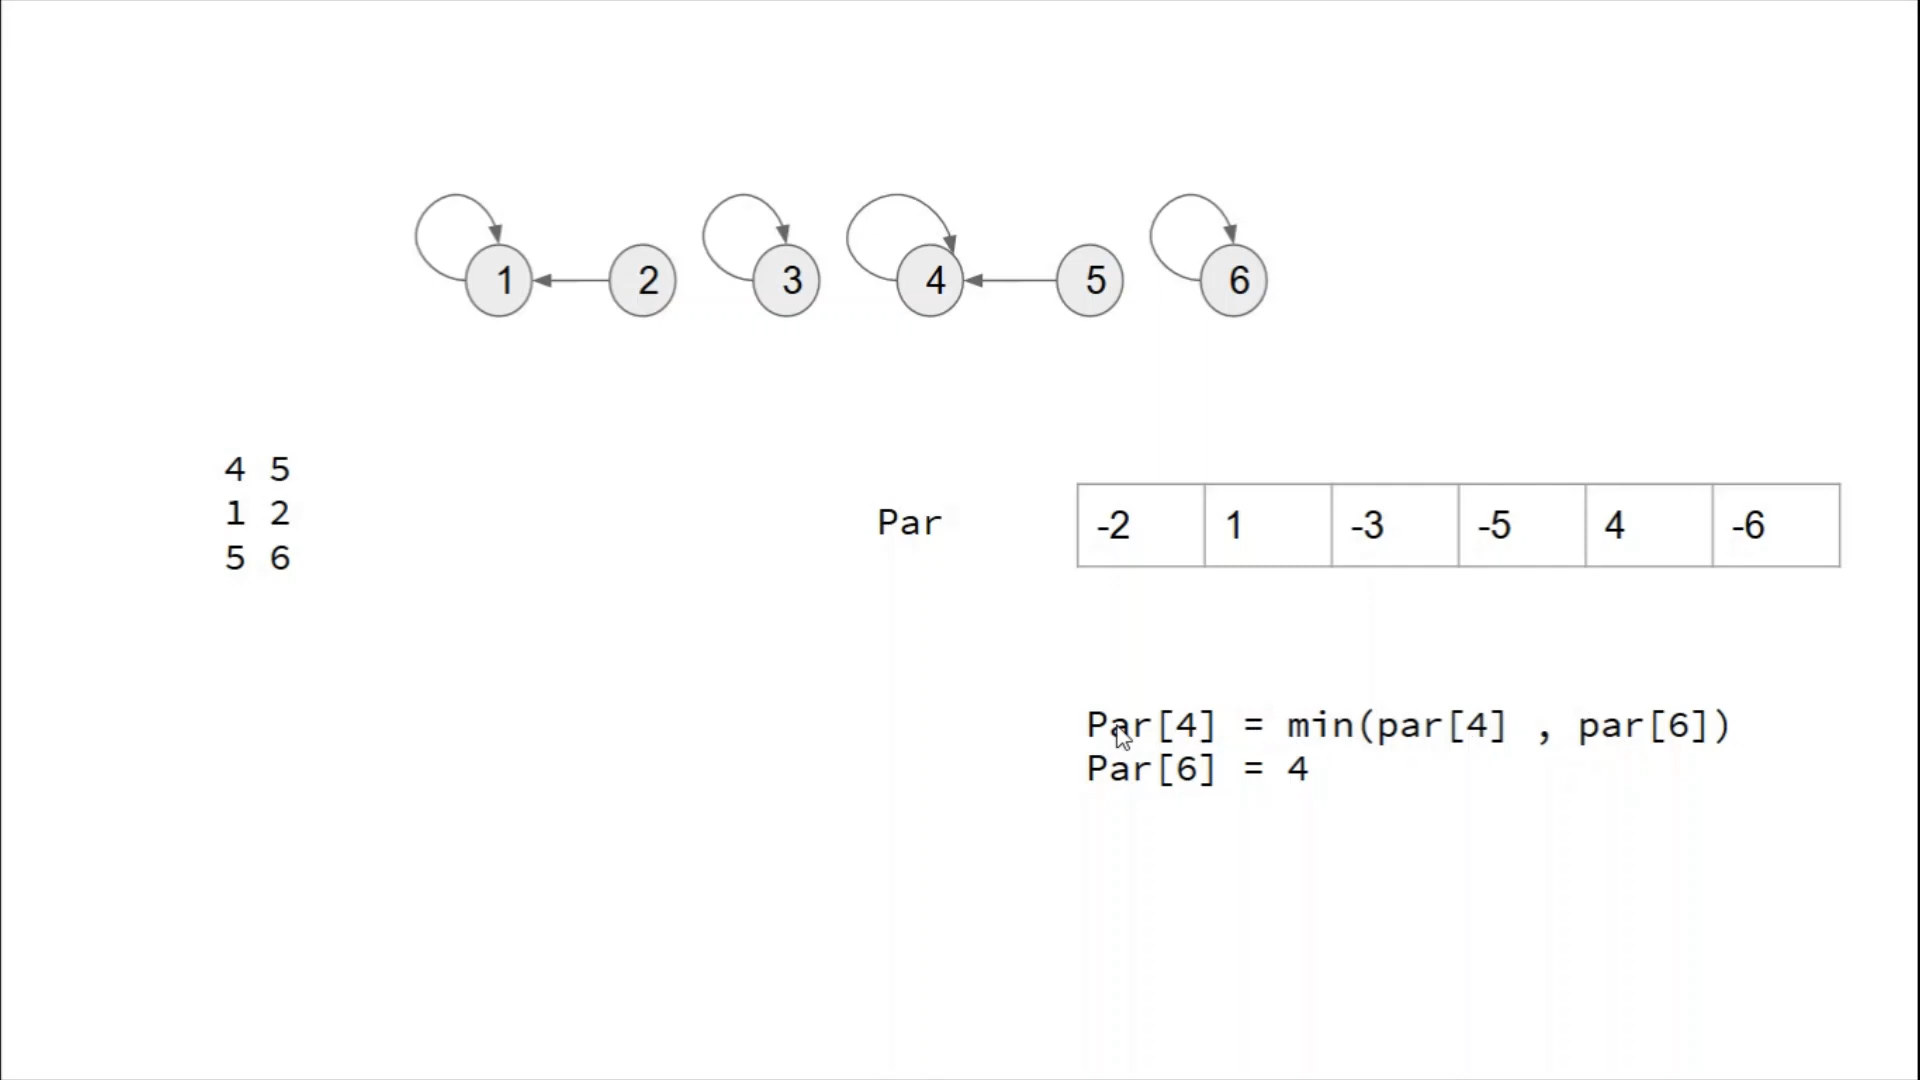 1 2 3 4 5 6
4 5
1 2
5 6
Par -2 1 -3 -5 4 -6
Par[4] = min(par[4] , par[6])
Par[6] = 4